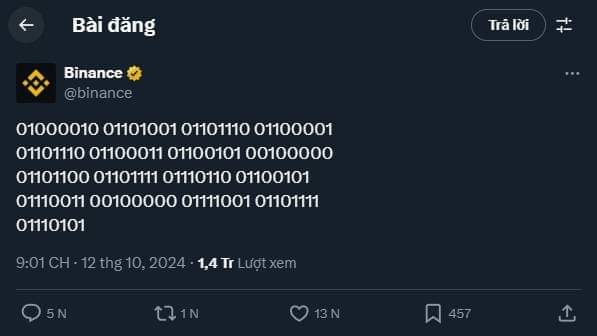 Bài đăng
Trả lời
Binance
@binance
01000010 01101001 01101110 01100001
01101110 01100011 01100101 00100000
01101100 01101111 01110110 01100101
01110011 00100000 01111001 01101111
01110101
9:01 CH · 12 thg 10, 2024 · 1,4 Tr Lượt xem
5 N 1 N 13 N 457